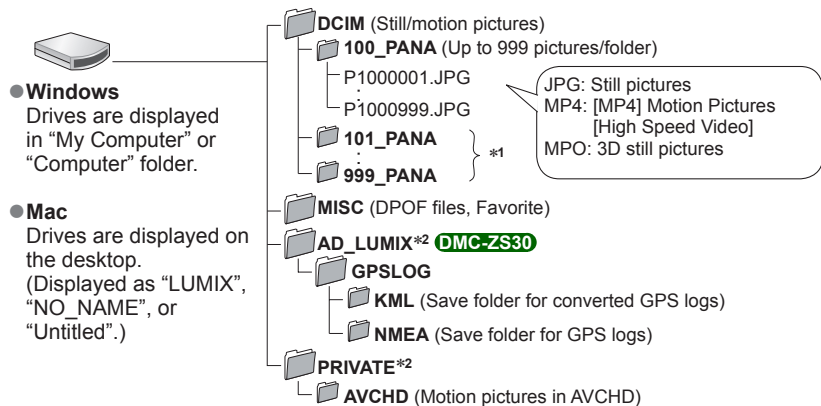 ●Windows
Drives are displayed
in “My Computer” or
“Computer” folder.
●Mac
Drives are displayed on
the desktop.
(Displayed as “LUMIX”,
“NO_NAME”, or
“Untitled”.)
DCIM (Still/motion pictures)
100_PANA (Up to 999 pictures/folder)
P1000001.JPG
:
P1000999.JPG
101_PANA
:
999_PANA
*1
JPG: Still pictures
MP4: [MP4] Motion Pictures
[High Speed Video]
MPO: 3D still pictures
MISC (DPOF files, Favorite)
AD_LUMIX*2 DMC-ZS30
GPSLOG
KML (Save folder for converted GPS logs)
NMEA (Save folder for GPS logs)
PRIVATE*2
AVCHD (Motion pictures in AVCHD)